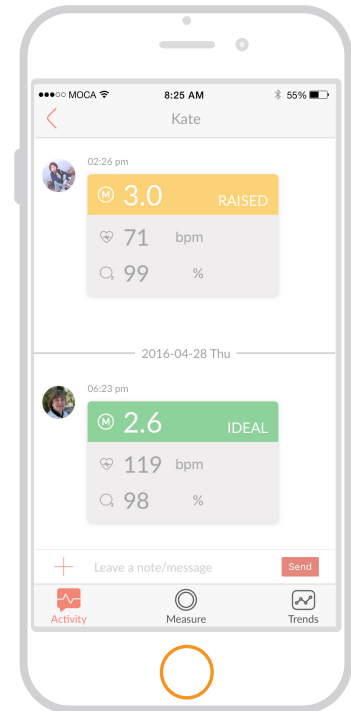 MOCA 8:25 AM 55%
Kate
02:26 pm
M 3.0 RAISED
71 bpm
99 %
2016-04-28 Thu
06:23 pm
M 2.6 IDEAL
119 bpm
98 %
Leave a note/message Send
Activity Measure Trends